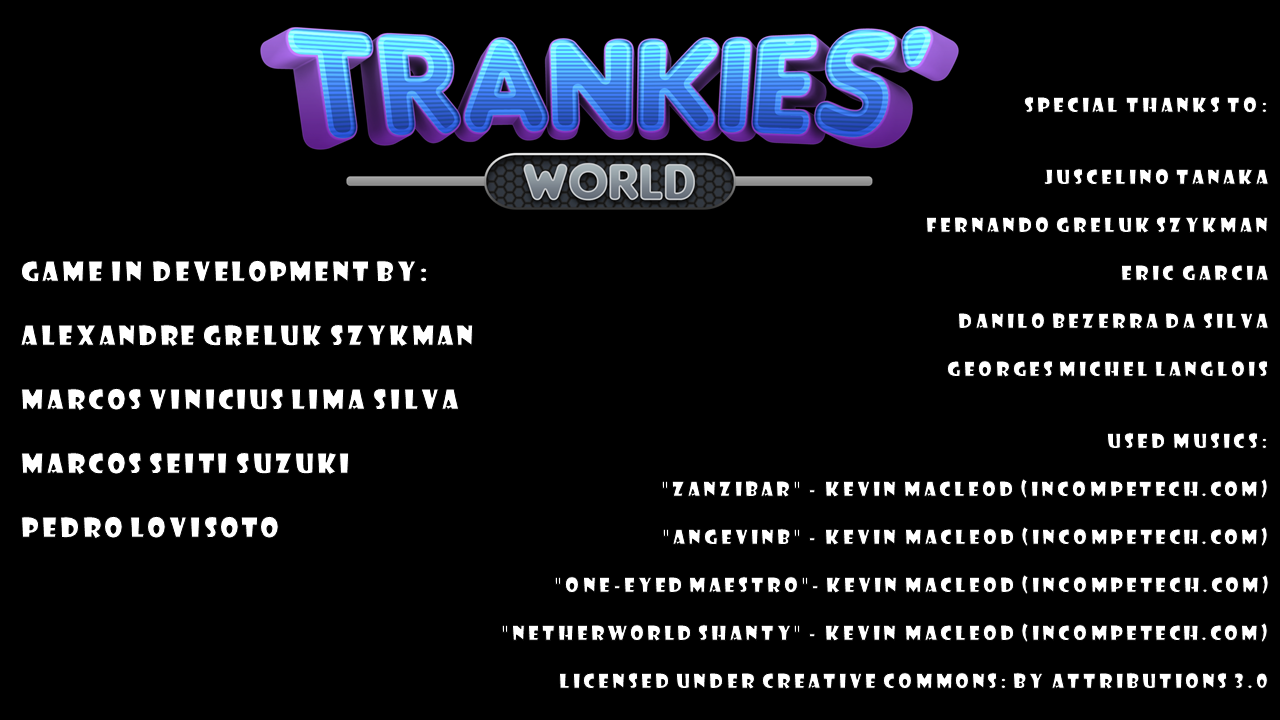 TRANKIES'
WORLD
GAME IN DEVELOPMENT BY:
ALEXANDRE GRELUK SZYKMAN
MARCOS VINICIUS LIMA SILVA
MARCOS SEITI SUZUKI
PEDRO LOVISOTO
SPECIAL THANKS TO:
JUSCELINO TANAKA
FERNANDO GRELUK SZYKMAN
ERIC GARCIA
DANILO BEZERRA DA SILVA
GEORGES MICHEL LANGLOIS
USED MUSICS:
"ZANZIBAR" - KEVIN MACLEOD (INCOMPETECH.COM)
"ANGEVINB" - KEVIN MACLEOD (INCOMPETECH.COM)
"ONE-EYED MAESTRO"- KEVIN MACLEOD (INCOMPETECH.COM)
"NETHERWORLD SHANTY" - KEVIN MACLEOD (INCOMPETECH.COM)
LICENSED UNDER CREATIVE COMMONS: BY ATTRIBUTIONS 3.0